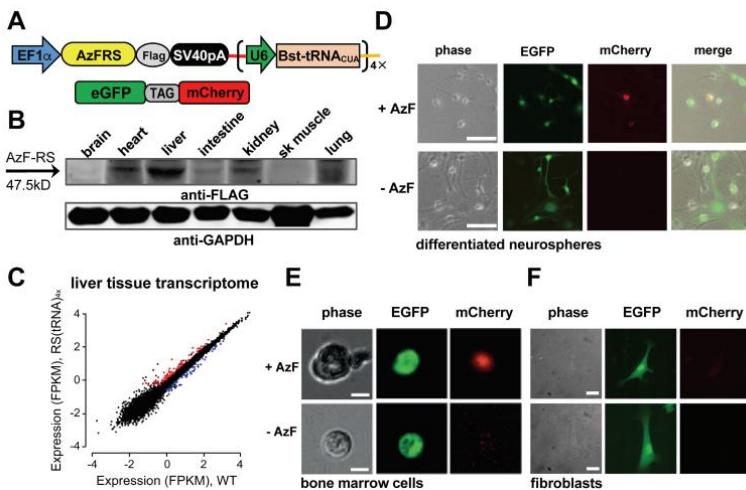 A
EF1α AzFRS Flag SV40pA U6 Bst-tRNA_CUA 4×
eGFP TAG mCherry
B
brain heart liver intestine kidney sk muscle lung
AzF-RS
47.5kD
anti-FLAG
anti-GAPDH
C
liver tissue transcriptome
Expression (FPKM), RS(tRNA)4x
4
2
0
-2
-4
-4 -2 0 2 4
Expression (FPKM), WT
D
phase EGFP mCherry merge
+ AzF
- AzF
differentiated neurospheres
E
phase EGFP mCherry
+ AzF
- AzF
bone marrow cells
F
phase EGFP mCherry
fibroblasts